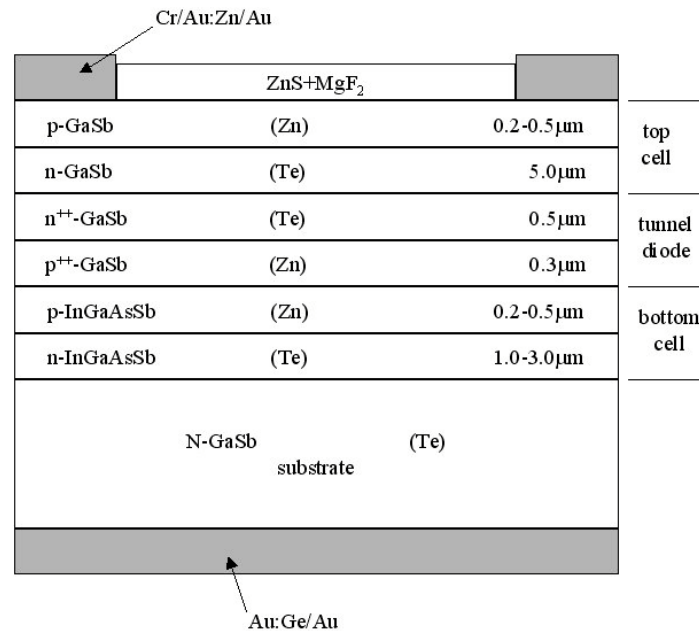 Cr/Au:Zn/Au
ZnS+MgF₂
p-GaSb (Zn) 0.2-0.5μm
n-GaSb (Te) 5.0μm
top
cell
n⁺⁺-GaSb (Te) 0.5μm
p⁺⁺-GaSb (Zn) 0.3μm
tunnel
diode
p-InGaAsSb (Zn) 0.2-0.5μm
n-InGaAsSb (Te) 1.0-3.0μm
bottom
cell
N-GaSb (Te)
substrate
Au:Ge/Au